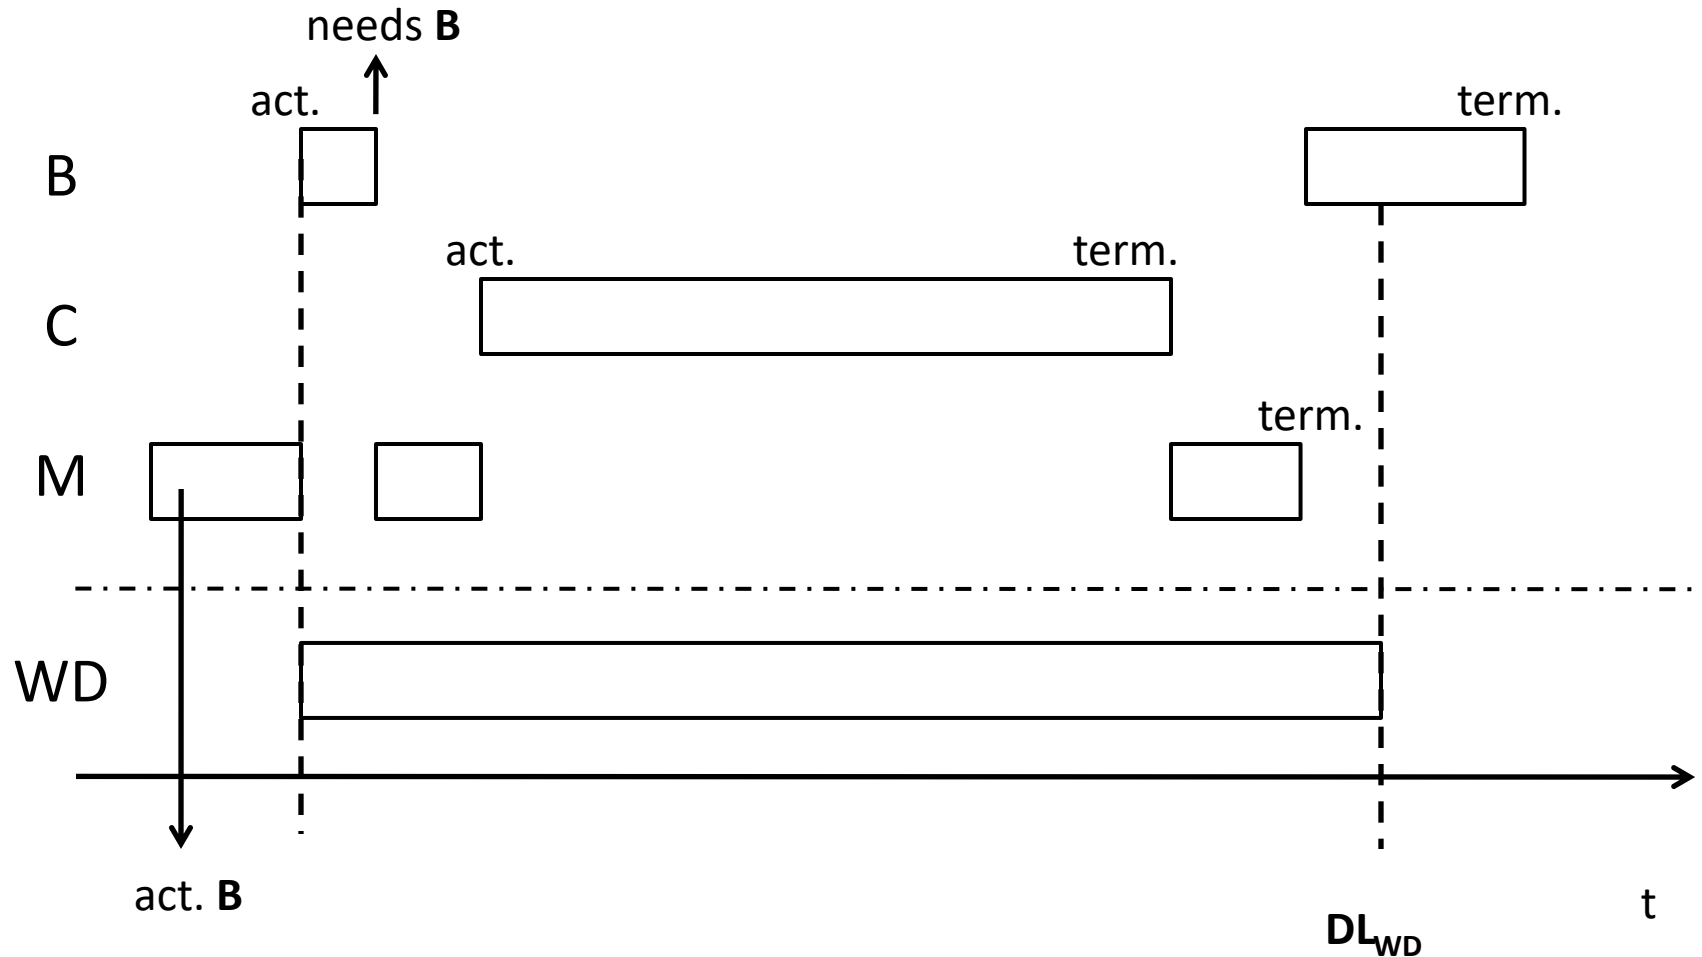 needs B
act.
term.
B
act.
term.
C
term.
M
WD
act. B
t
DL_WD